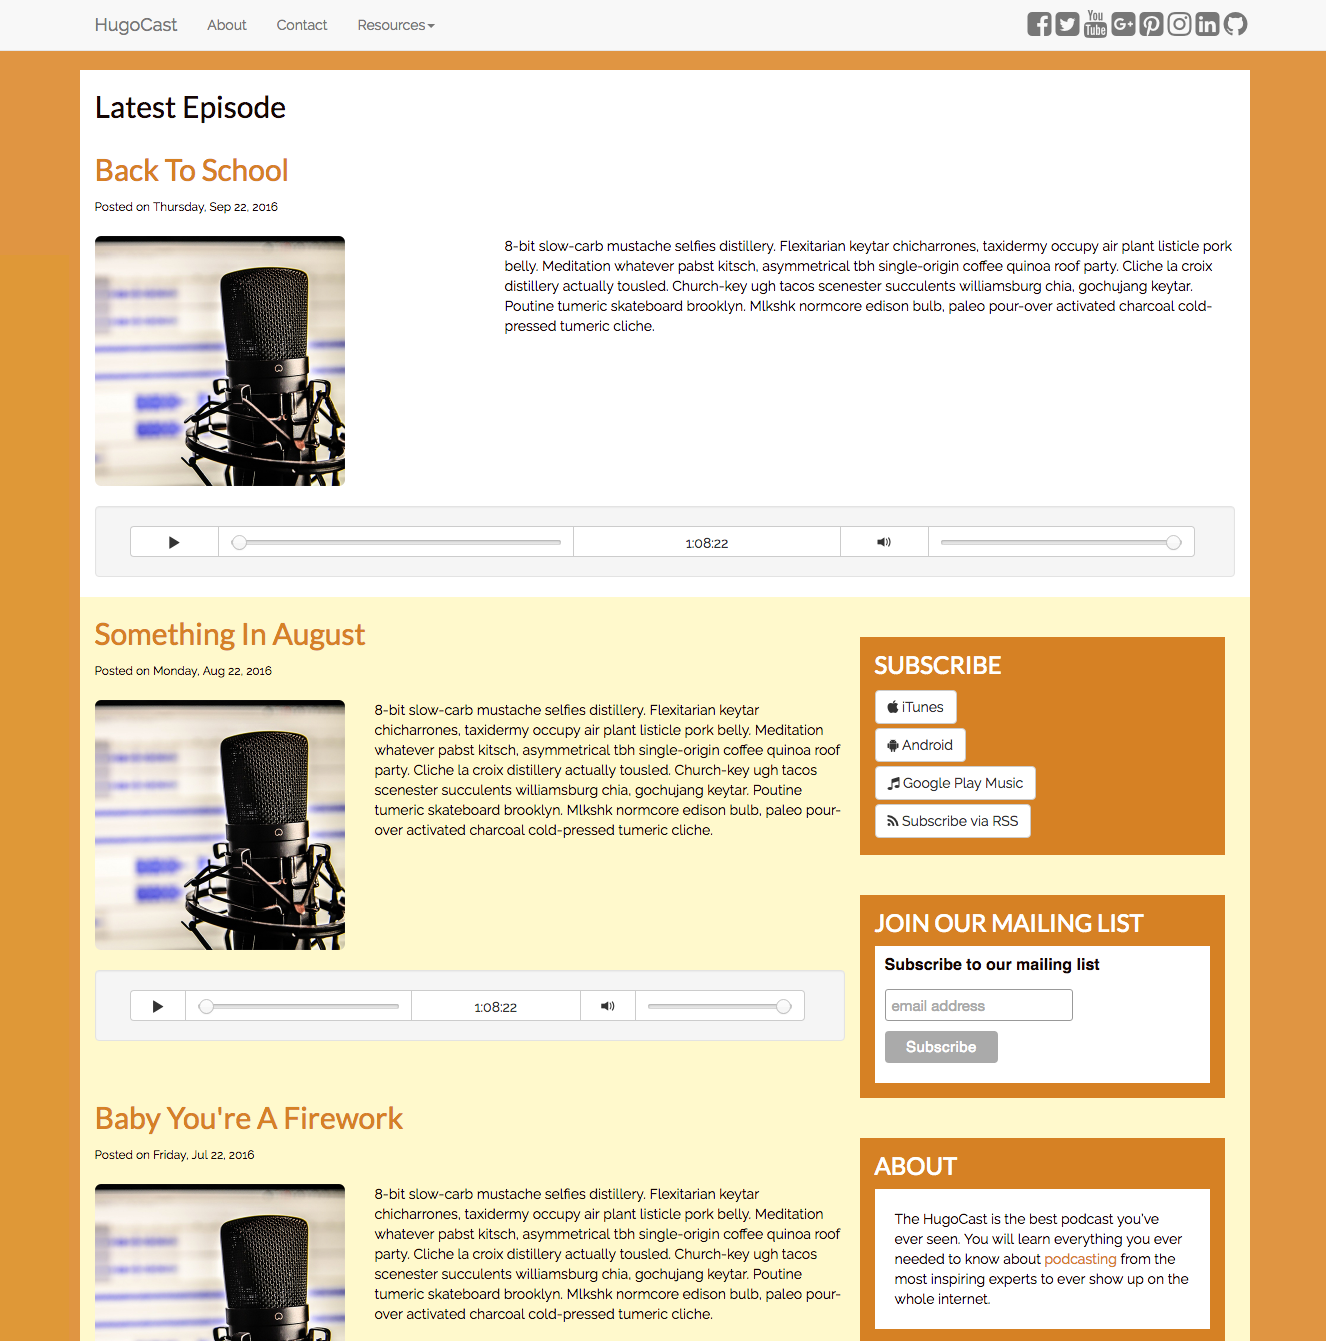 HugoCast About Contact Resources
You Tube
Latest Episode
Back To School
Posted on Thursday, Sep 22, 2016
8-bit slow-carb mustache selfies distillery. Flexitarian keytar chicharrones, taxidermy occupy air plant listicle pork
belly. Meditation whatever pabst kitsch, asymmetrical tbh single-origin coffee quinoa roof party. Cliche la croix
distillery actually tousled. Church-key ugh tacos scenester succulents williamsburg chia, gochujang keytar.
Poutine tumeric skateboard brooklyn. Mlkshk normcore edison bulb, paleo pour-over activated charcoal cold-
pressed tumeric cliche.
1:08:22
Something In August
Posted on Monday, Aug 22, 2016
8-bit slow-carb mustache selfies distillery. Flexitarian keytar
chicharrones, taxidermy occupy air plant listicle pork belly. Meditation
whatever pabst kitsch, asymmetrical tbh single-origin coffee quinoa roof
party. Cliche la croix distillery actually tousled. Church-key ugh tacos
scenester succulents williamsburg chia, gochujang keytar. Poutine
tumeric skateboard brooklyn. Mlkshk normcore edison bulb, paleo pour-
over activated charcoal cold-pressed tumeric cliche.
1:08:22
Baby You're A Firework
Posted on Friday, Jul 22, 2016
8-bit slow-carb mustache selfies distillery. Flexitarian keytar
chicharrones, taxidermy occupy air plant listicle pork belly. Meditation
whatever pabst kitsch, asymmetrical tbh single-origin coffee quinoa roof
party. Cliche la croix distillery actually tousled. Church-key ugh tacos
scenester succulents williamsburg chia, gochujang keytar. Poutine
tumeric skateboard brooklyn. Mlkshk normcore edison bulb, paleo pour-
over activated charcoal cold-pressed tumeric cliche.
SUBSCRIBE
iTunes
Android
Google Play Music
Subscribe via RSS
JOIN OUR MAILING LIST
Subscribe to our mailing list
email address
Subscribe
ABOUT
The HugoCast is the best podcast you've
ever seen. You will learn everything you ever
needed to know about podcasting from the
most inspiring experts to ever show up on the
whole internet.